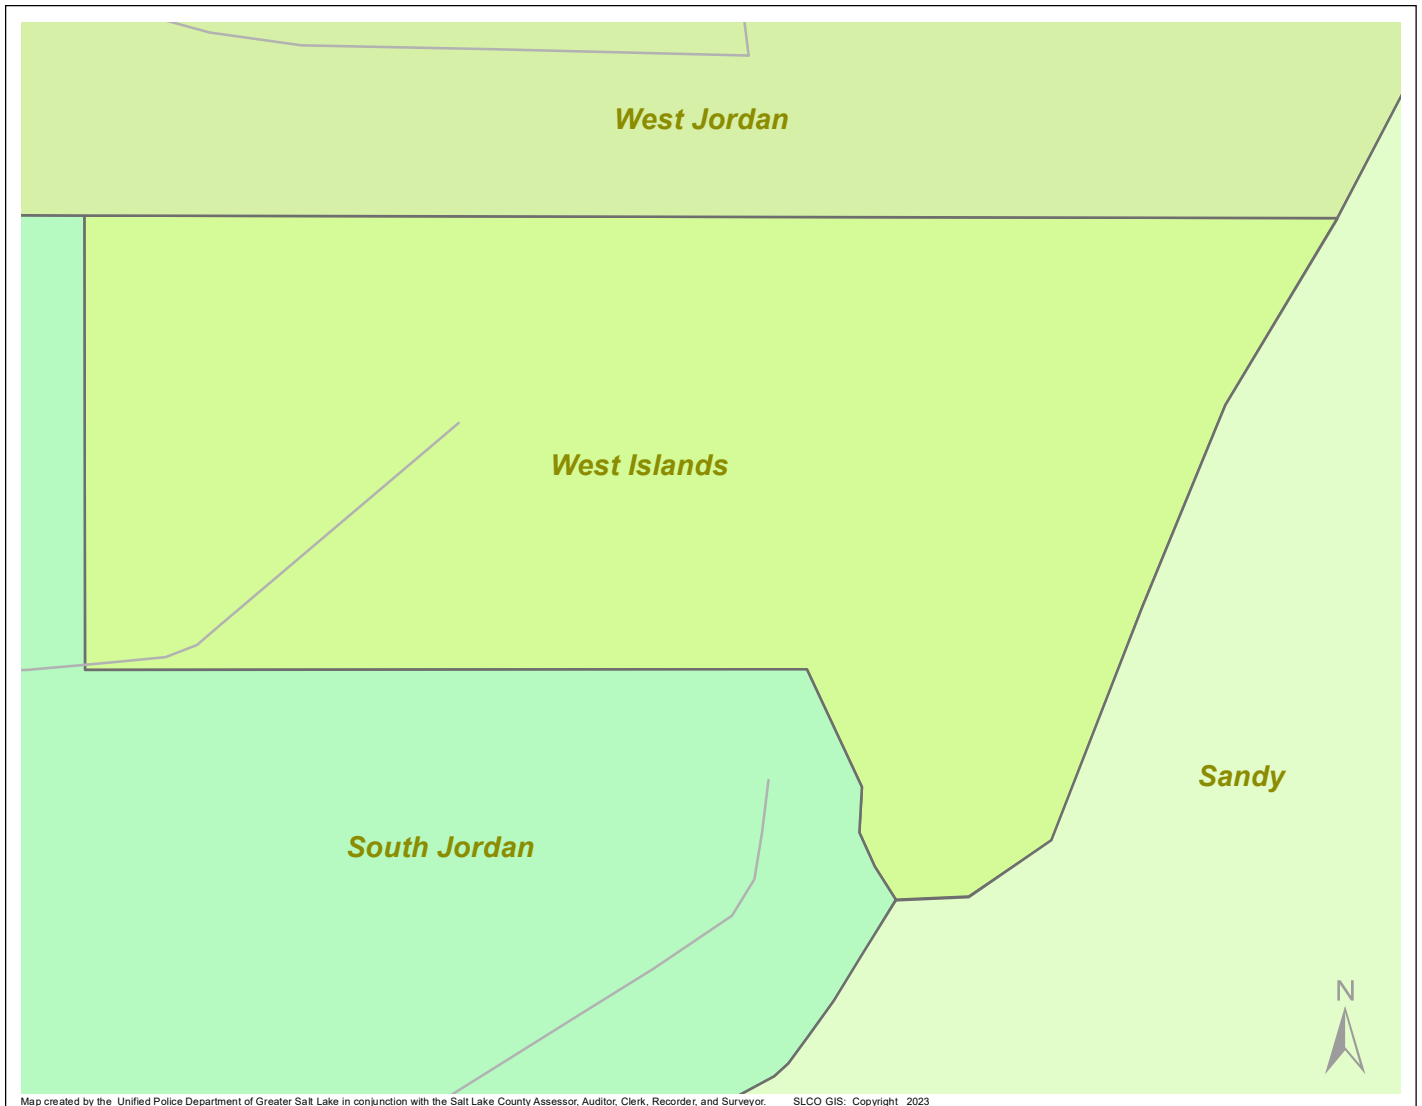 West Jordan
West Islands
Sandy
South Jordan
N
Map created by the Unified Police Department of Greater Salt Lake in conjunction with the Salt Lake County Assessor, Auditor, Clerk, Recorder, and Surveyor. SLCO GIS: Copyright 2023